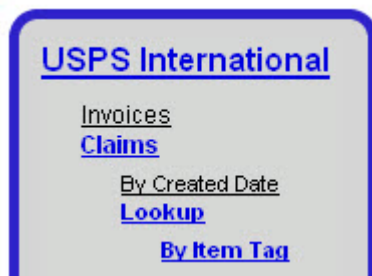 USPS International
Invoices
Claims
By Created Date
Lookup
By Item Tag